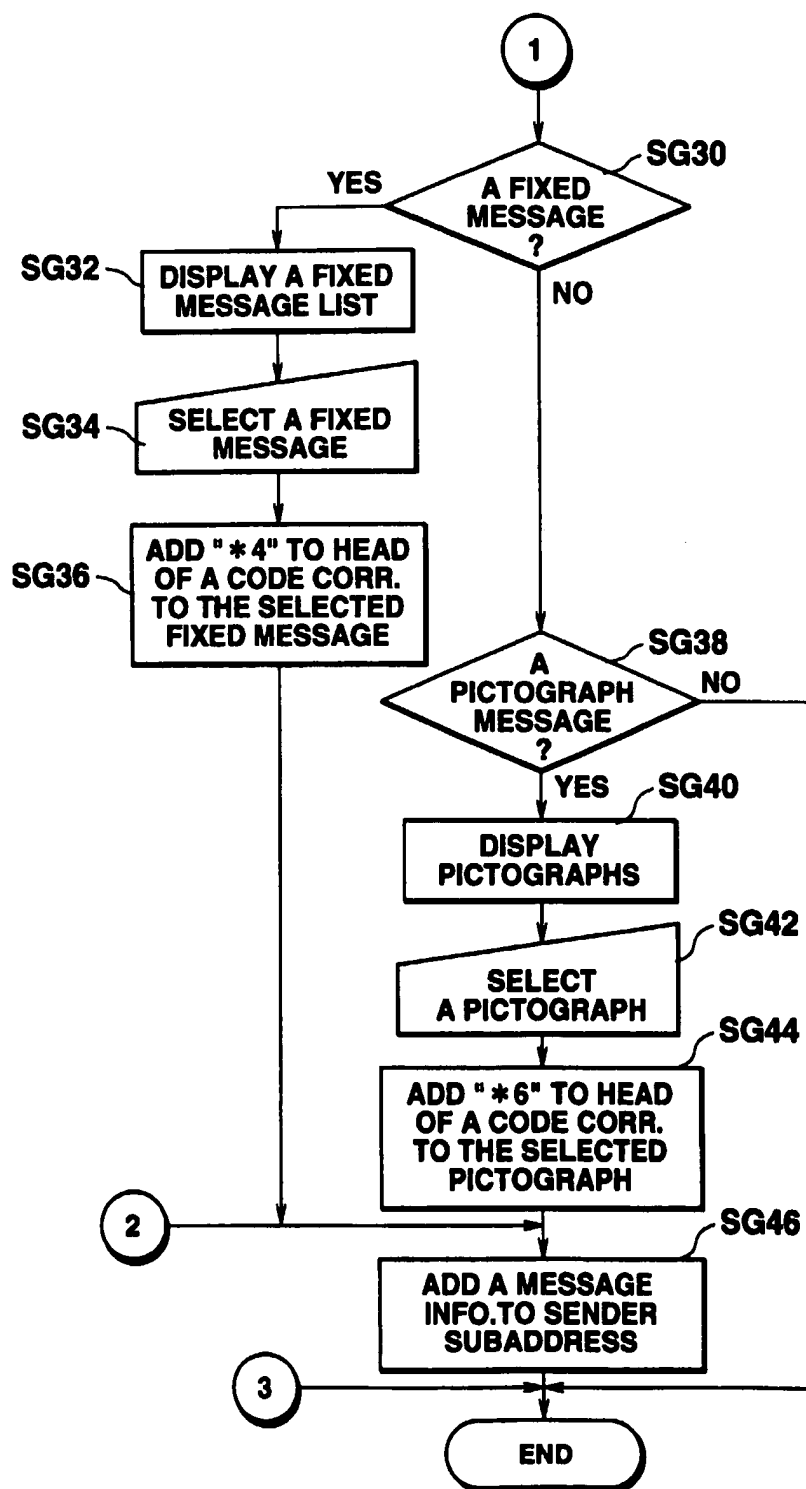 1
SG30
YES
A FIXED
MESSAGE
?
SG32
DISPLAY A FIXED
MESSAGE LIST
NO
SG34
SELECT A FIXED
MESSAGE
SG36
ADD "＊4" TO HEAD
OF A CODE CORR.
TO THE SELECTED
FIXED MESSAGE
SG38
A
PICTOGRAPH
MESSAGE
?
NO
YES
SG40
DISPLAY
PICTOGRAPHS
SG42
SELECT
A PICTOGRAPH
SG44
ADD "＊6" TO HEAD
OF A CODE CORR.
TO THE SELECTED
PICTOGRAPH
2
SG46
ADD A MESSAGE
INFO.TO SENDER
SUBADDRESS
3
END